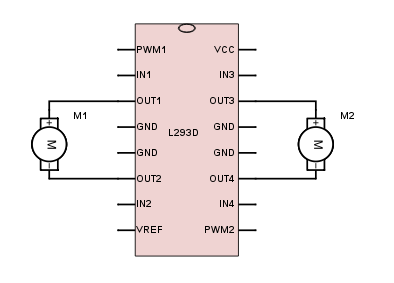 PWM1 VCC
IN1 IN3
OUT1 OUT3
M1 M2
+ +
GND GND
L293D
M M
GND GND
- -
OUT2 OUT4
IN2 IN4
VREF PWM2